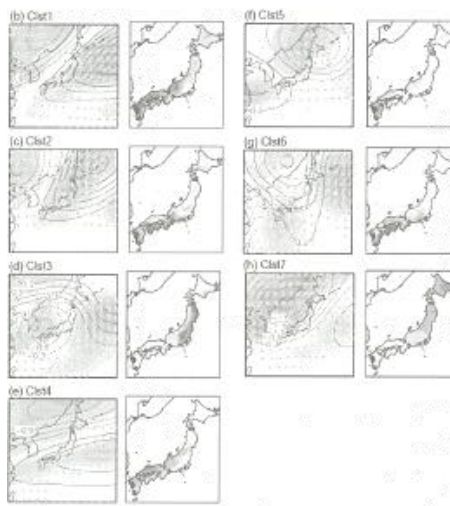 (b) Clst1
(c) Clst2
(d) Clst3
(e) Clst4
(f) Clst5
(g) Clst6
(h) Clst7